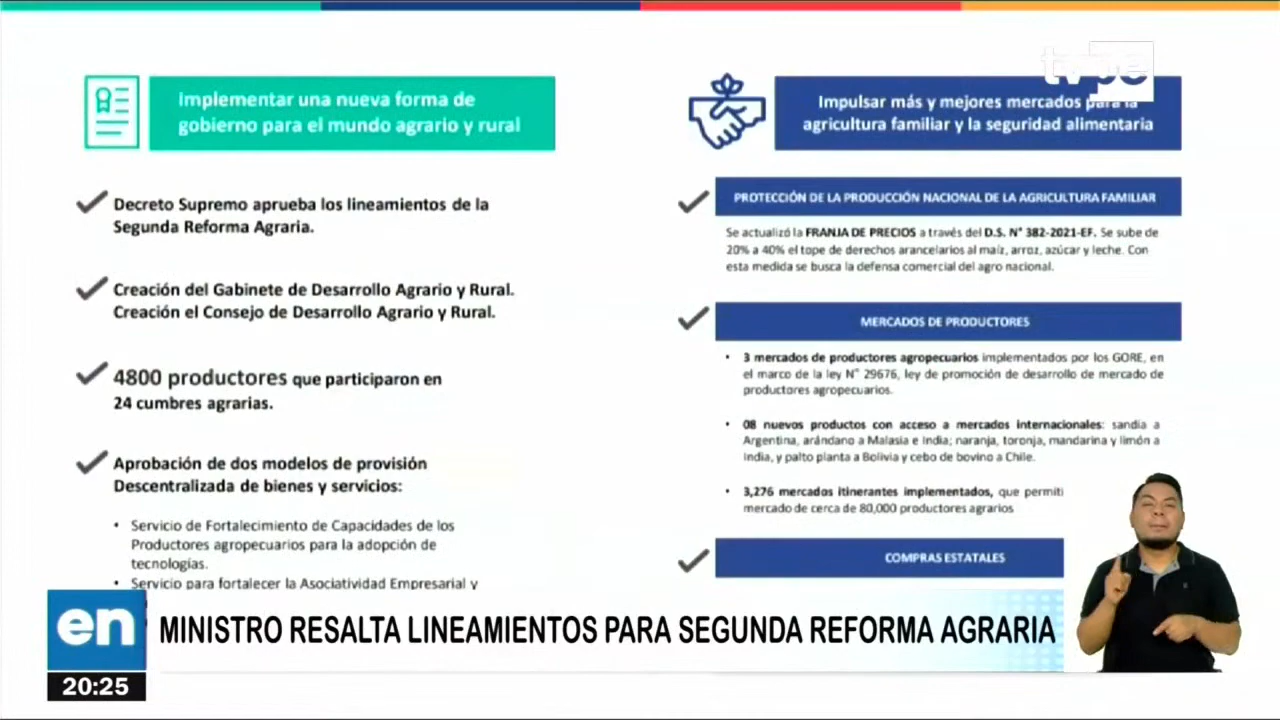 tvpe
Implementar una nueva forma de
gobierno para el mundo agrario y rural
Decreto Supremo aprueba los lineamientos de la
Segunda Reforma Agraria.
Creación del Gabinete de Desarrollo Agrario y Rural.
Creación el Consejo de Desarrollo Agrario y Rural.
4800 productores que participaron en
24 cumbres agrarias.
Aprobación de dos modelos de provisión
Descentralizada de bienes y servicios:
• Servicio de Fortalecimiento de Capacidades de los
Productores agropecuarios para la adopción de
tecnologías.
• Servicio para fortalecer la Asociatividad Empresarial y
Impulsar más y mejores mercados para la
agricultura familiar y la seguridad alimentaria
PROTECCIÓN DE LA PRODUCCIÓN NACIONAL DE LA AGRICULTURA FAMILIAR
Se actualizó la FRANJA DE PRECIOS a través del D.S. N° 382-2021-EF. Se sube de
20% a 40% el tope de derechos arancelarios al maíz, arroz, azúcar y leche. Con
esta medida se busca la defensa comercial del agro nacional.
MERCADOS DE PRODUCTORES
• 3 mercados de productores agropecuarios implementados por los GORE, en
el marco de la ley N° 29676, ley de promoción de desarrollo de mercado de
productores agropecuarios.
• 08 nuevos productos con acceso a mercados internacionales: sandia a
Argentina, arándano a Malasia e India; naranja, toronja, mandarina y limón a
India, y palto planta a Bolivia y cebo de bovino a Chile.
• 3,276 mercados itinerantes implementados, que permiti
mercado de cerca de 80,000 productores agrarios
COMPRAS ESTATALES
en
MINISTRO RESALTA LINEAMIENTOS PARA SEGUNDA REFORMA AGRARIA
20:25